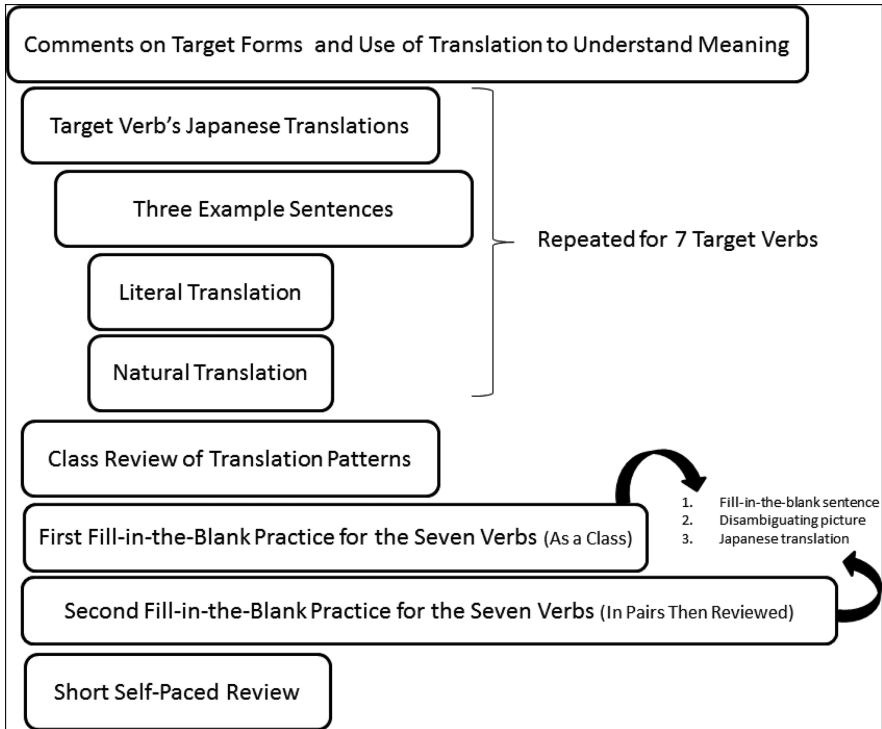 Comments on Target Forms and Use of Translation to Understand Meaning
Target Verb's Japanese Translations
Three Example Sentences
Literal Translation
Natural Translation
Repeated for 7 Target Verbs
Class Review of Translation Patterns
First Fill-in-the-Blank Practice for the Seven Verbs (As a Class)
1. Fill-in-the-blank sentence
2. Disambiguating picture
3. Japanese translation
Second Fill-in-the-Blank Practice for the Seven Verbs (In Pairs Then Reviewed)
Short Self-Paced Review